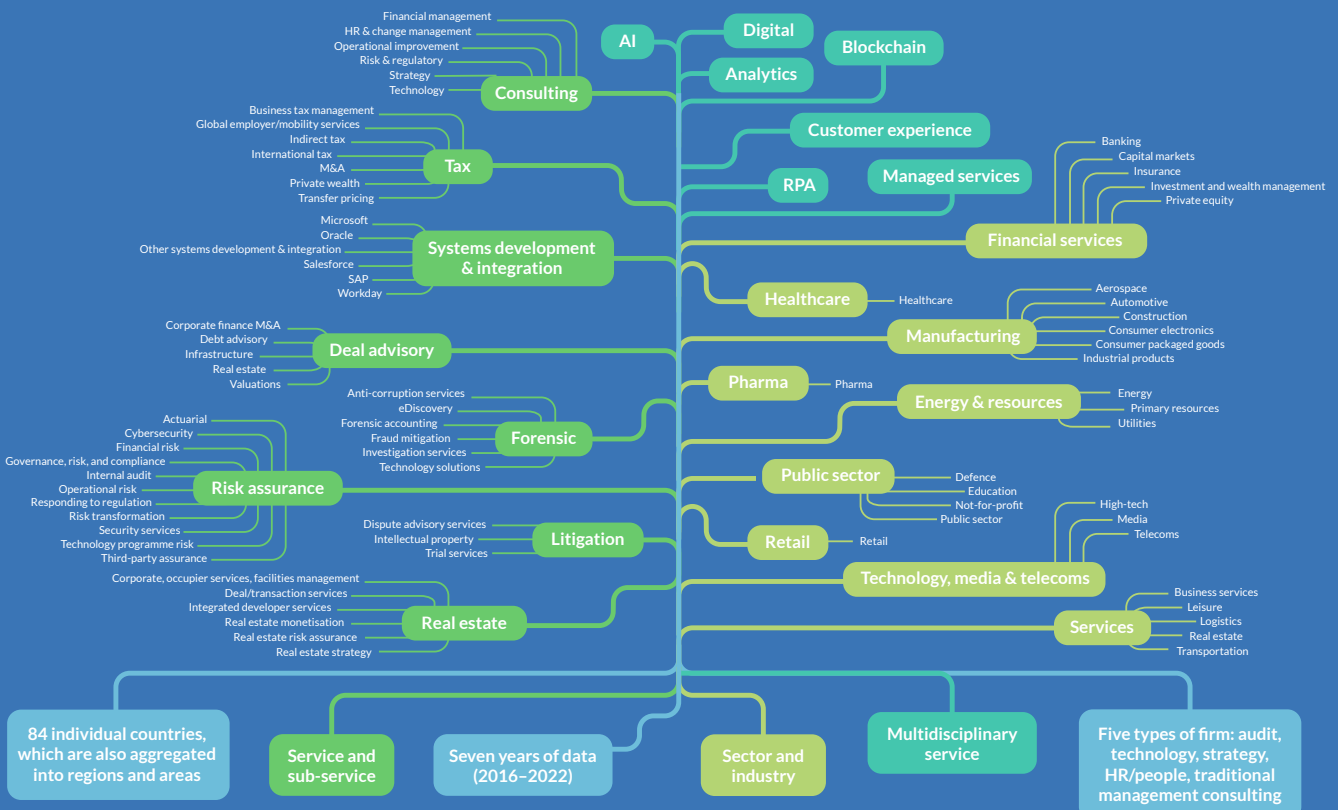 Financial management
HR & change management
Operational improvement
Risk & regulatory
Strategy
Technology
Consulting
Business tax management
Global employer/mobility services
Indirect tax
International tax
M&A
Private wealth
Transfer pricing
Tax
Microsoft
Oracle
Other systems development & integration
Salesforce
SAP
Workday
Systems development
& integration
Corporate finance M&A
Debt advisory
Infrastructure
Real estate
Valuations
Deal advisory
Anti-corruption services
eDiscovery
Forensic accounting
Fraud mitigation
Investigation services
Technology solutions
Forensic
Actuarial
Cybersecurity
Financial risk
Governance, risk, and compliance
Internal audit
Operational risk
Responding to regulation
Risk transformation
Security services
Technology programme risk
Third-party assurance
Risk assurance
Dispute advisory services
Intellectual property
Trial services
Litigation
Corporate, occupier services, facilities management
Deal/transaction services
Integrated developer services
Real estate monetisation
Real estate risk assurance
Real estate strategy
Real estate
AI
Digital
Blockchain
Analytics
Customer experience
RPA
Managed services
Banking
Capital markets
Insurance
Investment and wealth management
Private equity
Financial services
Healthcare
Healthcare
Aerospace
Automotive
Construction
Consumer electronics
Consumer packaged goods
Industrial products
Manufacturing
Pharma
Pharma
Energy & resources
Energy
Primary resources
Utilities
Public sector
Defence
Education
Not-for-profit
Public sector
Retail
Retail
High-tech
Media
Telecoms
Technology, media & telecoms
Business services
Leisure
Logistics
Real estate
Transportation
Services
84 individual countries,
which are also aggregated
into regions and areas
Service and
sub-service
Seven years of data
(2016–2022)
Sector and
industry
Multidisciplinary
service
Five types of firm: audit,
technology, strategy,
HR/people, traditional
management consulting